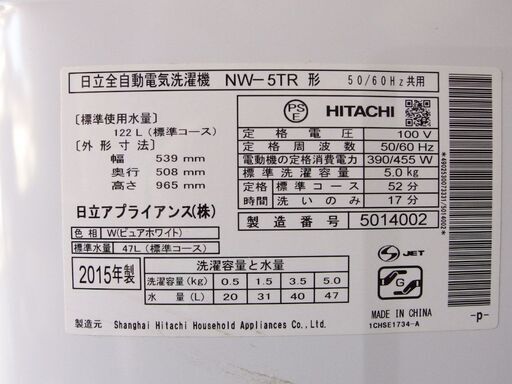 日立全自動電気洗濯機 NW-5TR 形 50/60Hz共用
[標準使用水量]
122L (標準コース)
[外形寸法]
幅 539 mm
奥行 508 mm
高さ 965 mm
日立アプライアンス(株)
色相 W(ピュアホワイト)
標準水量 47L (標準コース)
PSE HITACHI
定格電圧 100 V
定格周波数 50/60 Hz
電動機の定格消費電力 390/455 W
標準洗濯容量 5.0 kg
定格時間 標準コース 52 分
洗いのみ 17 分
製造番号 5014002
2015年製
洗濯容量と水量
洗濯容量(kg) 0.5 1.5 3.5 5.0
水量(L) 20 31 40 47
S JET
G
MADE IN CHINA
1CHSE1734-A
-p-
製造元 Shanghai Hitachi Household Appliances Co.,Ltd.